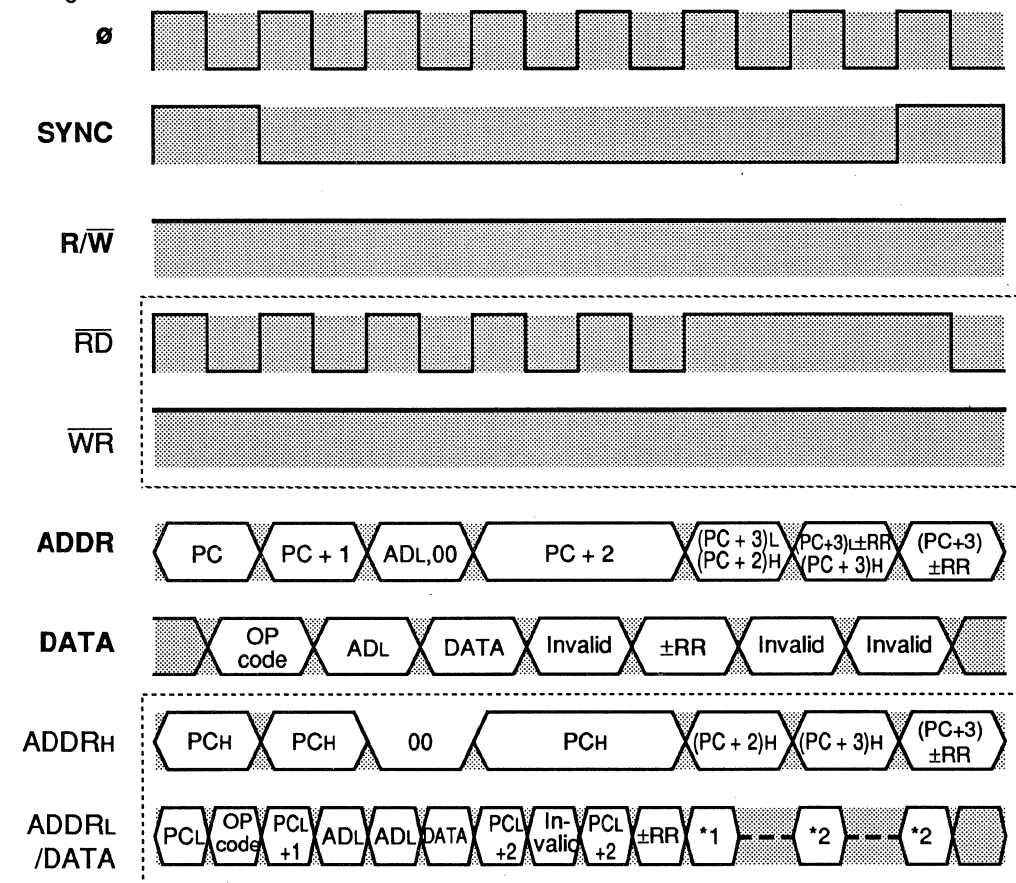 ø
SYNC
R/W̅
R̅D̅
W̅R̅
ADDR
PC
PC + 1
ADL,00
PC + 2
(PC + 3)L
(PC + 2)H
PC+3)L±RR
(PC + 3)H
(PC+3)
±RR
DATA
OP
code
ADL
DATA
Invalid
±RR
Invalid
Invalid
ADDRH
PCH
PCH
00
PCH
(PC + 2)H
(PC + 3)H
(PC+3)
±RR
ADDRL
/DATA
PCL
OP
code
PCL
+1
ADL
ADL
DATA
PCL
+2
In-
valid
PCL
+2
±RR
*1
*2
*2